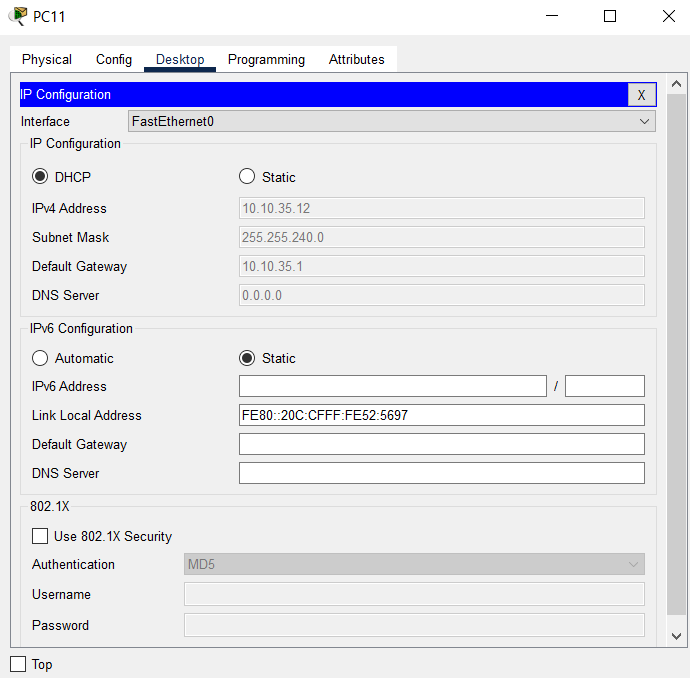 PC11
Physical Config Desktop Programming Attributes
IP Configuration X
Interface FastEthernet0
IP Configuration
DHCP Static
IPv4 Address 10.10.35.12
Subnet Mask 255.255.240.0
Default Gateway 10.10.35.1
DNS Server 0.0.0.0
IPv6 Configuration
Automatic Static
IPv6 Address /
Link Local Address FE80::20C:CFFF:FE52:5697
Default Gateway
DNS Server
802.1X
Use 802.1X Security
Authentication MD5
Username
Password
Top